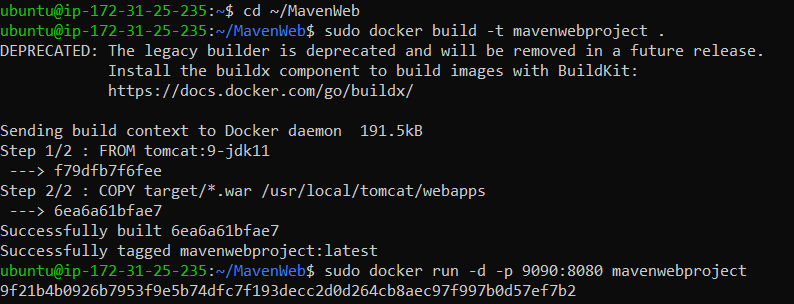 ubuntu@ip-172-31-25-235:~$ cd ~/MavenWeb
ubuntu@ip-172-31-25-235:~/MavenWeb$ sudo docker build -t mavenwebproject .
DEPRECATED: The legacy builder is deprecated and will be removed in a future release.
            Install the buildx component to build images with BuildKit:
            https://docs.docker.com/go/buildx/

Sending build context to Docker daemon  191.5kB
Step 1/2 : FROM tomcat:9-jdk11
 ---> f79dfb7f6fee
Step 2/2 : COPY target/*.war /usr/local/tomcat/webapps
 ---> 6ea6a61bfae7
Successfully built 6ea6a61bfae7
Successfully tagged mavenwebproject:latest
ubuntu@ip-172-31-25-235:~/MavenWeb$ sudo docker run -d -p 9090:8080 mavenwebproject
9f21b4b0926b7953f9e5b74dfc7f193decc2d0d264cb8aec97f997b0d57ef7b2